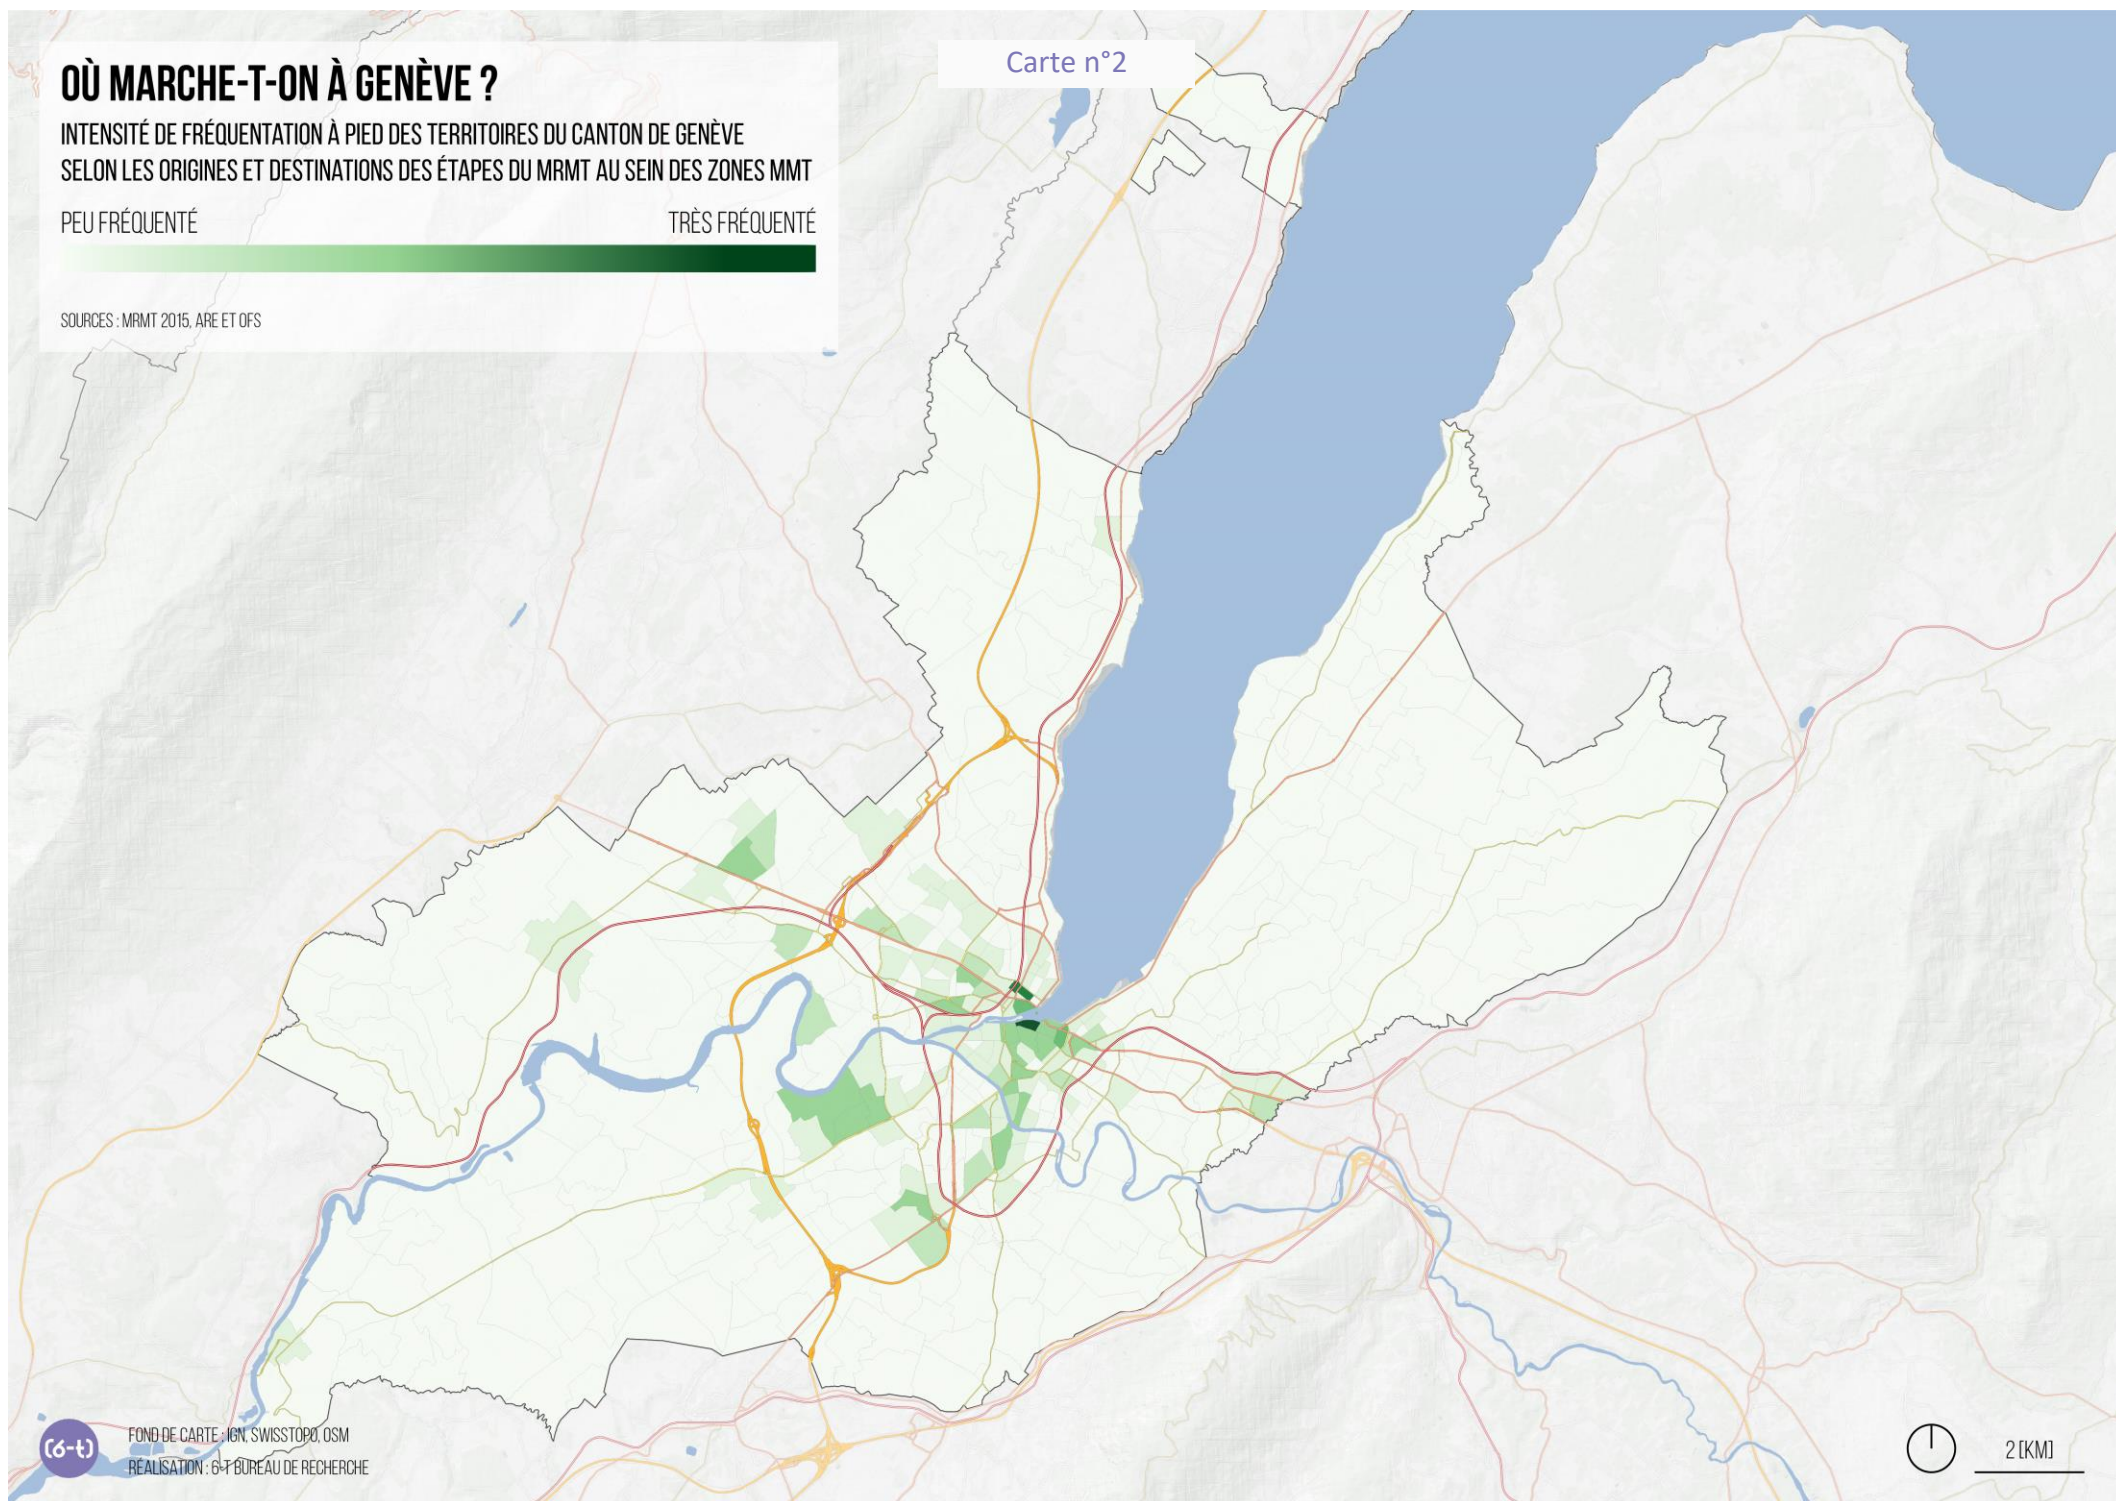 Carte n°2
OÙ MARCHE-T-ON À GENÈVE ?
INTENSITÉ DE FRÉQUENTATION À PIED DES TERRITOIRES DU CANTON DE GENÈVE
SELON LES ORIGINES ET DESTINATIONS DES ÉTAPES DU MRMT AU SEIN DES ZONES MMT
PEU FRÉQUENTÉ TRÈS FRÉQUENTÉ
SOURCES : MRMT 2015, ARE ET OFS
(6-t)
FOND DE CARTE : IGN, SWISSTOPO, OSM
RÉALISATION : 6-T BUREAU DE RECHERCHE
2 [KM]